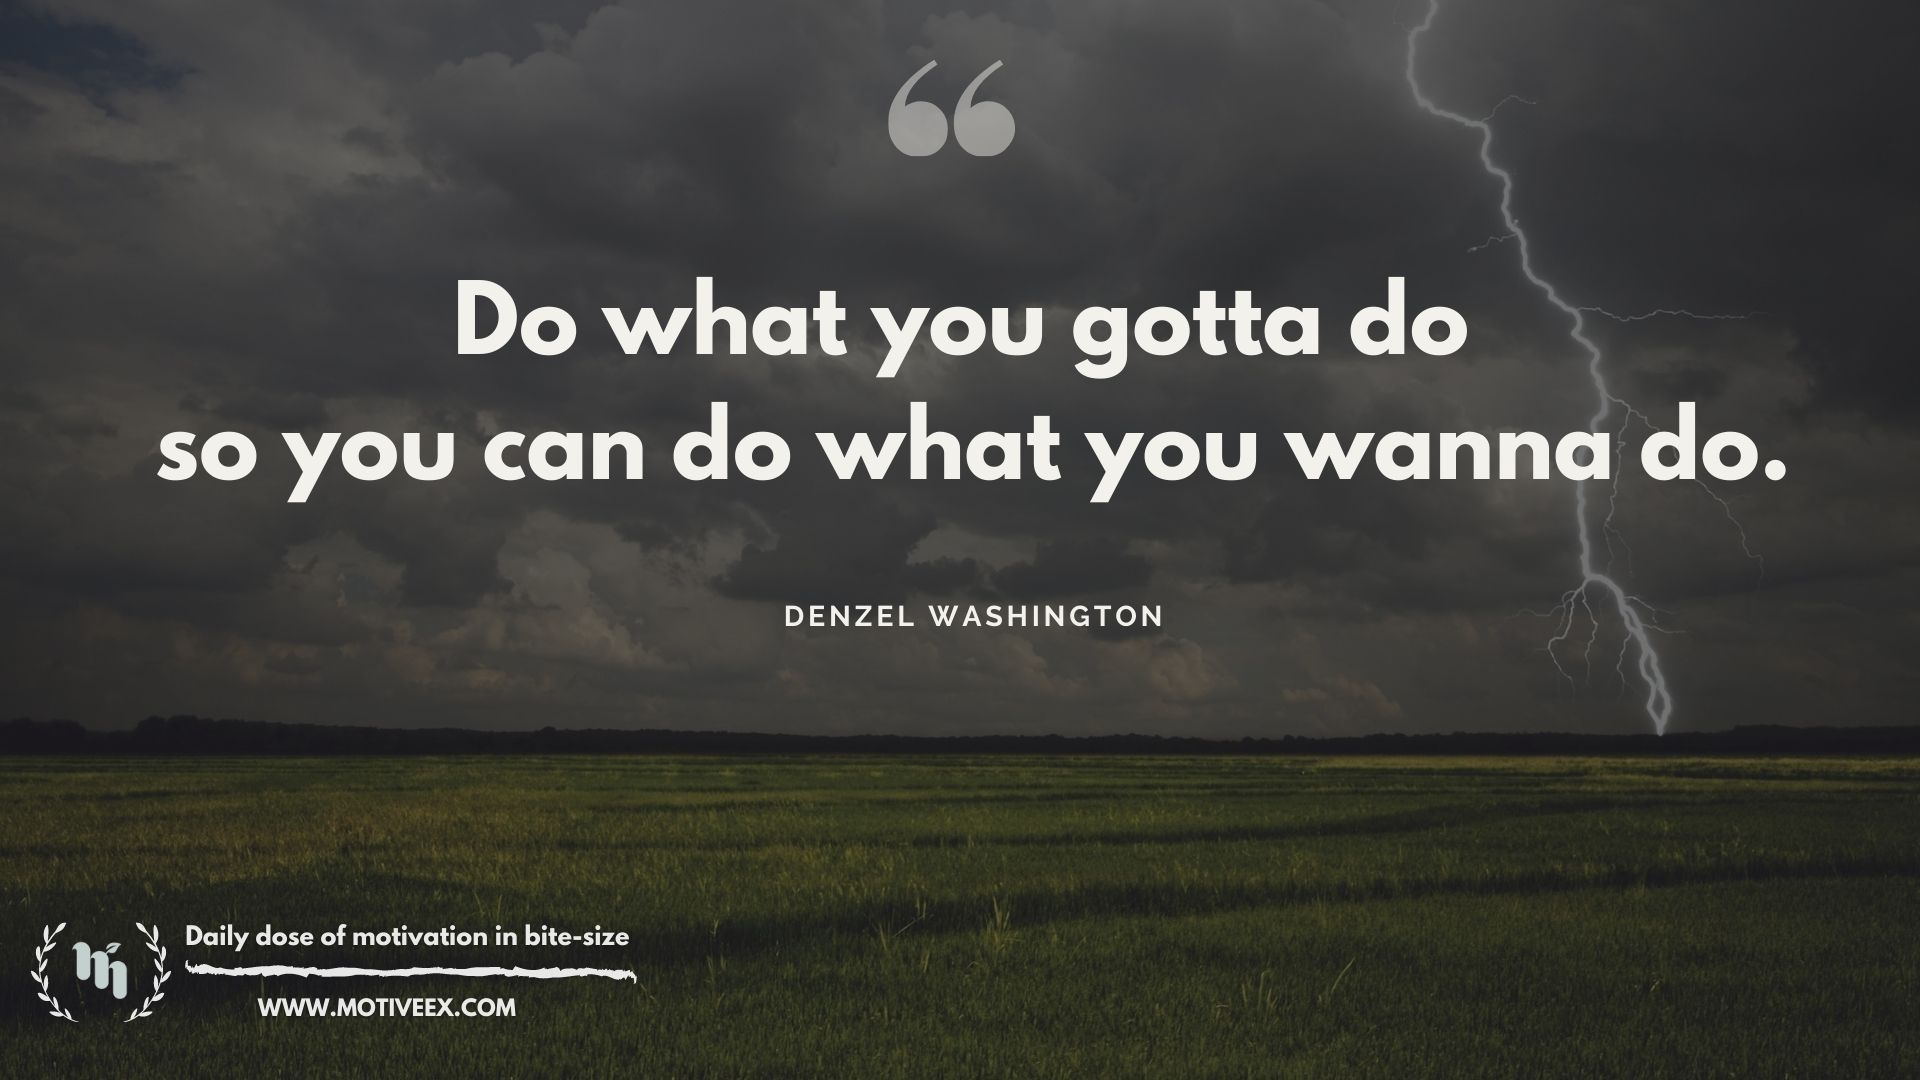 “
Do what you gotta do
so you can do what you wanna do.
DENZEL WASHINGTON
Daily dose of motivation in bite-size
WWW.MOTIVEEX.COM